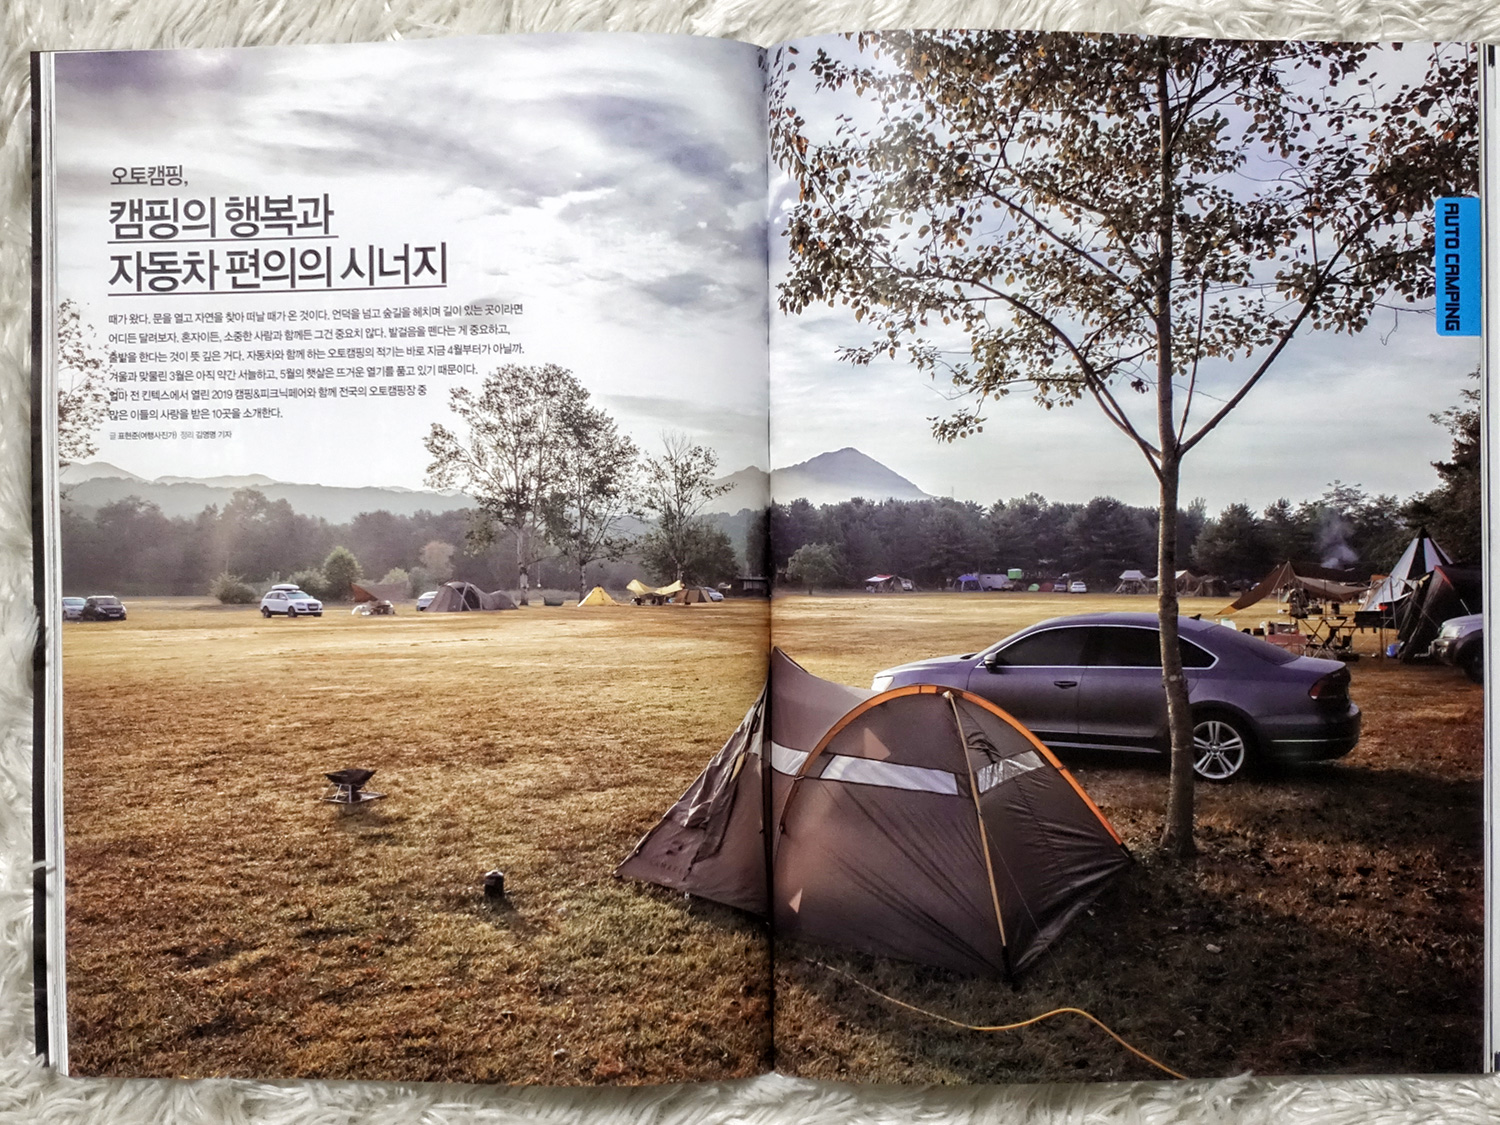 오토캠핑,
캠핑의 행복과
자동차 편의의 시너지
때가 왔다. 문을 열고 자연을 찾아 떠날 때가 온 것이다. 언덕을 넘고 숲길을 헤치며 길이 있는 곳이라면
어디든 달려보자. 혼자이든, 소중한 사람과 함께든 그건 중요치 않다. 발걸음을 뗀다는 게 중요하고,
출발을 한다는 것이 뜻 깊은 거다. 자동차와 함께 하는 오토캠핑의 적기는 바로 지금 4월부터가 아닐까.
겨울과 맞물린 3월은 아직 약간 서늘하고, 5월의 햇살은 뜨거운 열기를 품고 있기 때문이다.
얼마 전 킨텍스에서 열린 2019 캠핑&피크닉페어와 함께 전국의 오토캠핑장 중
많은 이들의 사랑을 받은 10곳을 소개한다.
글 표현준(여행사진가) 정리 김영명 기자
AUTO CAMPING